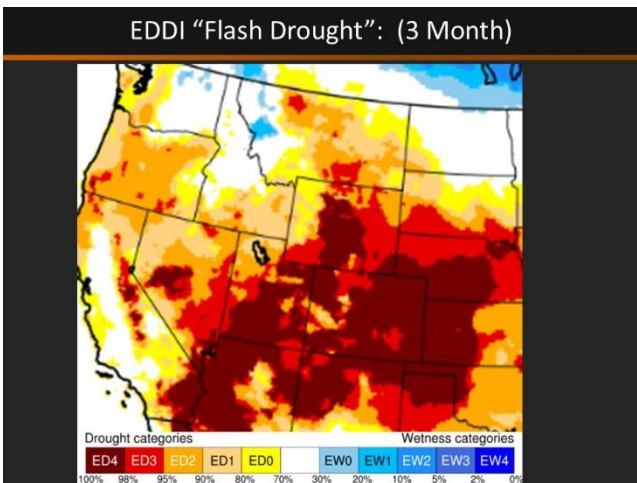 EDDI “Flash Drought”: (3 Month)
Drought categories Wetness categories
ED4 ED3 ED2 ED1 ED0 EW0 EW1 EW2 EW3 EW4
100% 98% 95% 90% 80% 70% 30% 20% 10% 5% 2% 0%